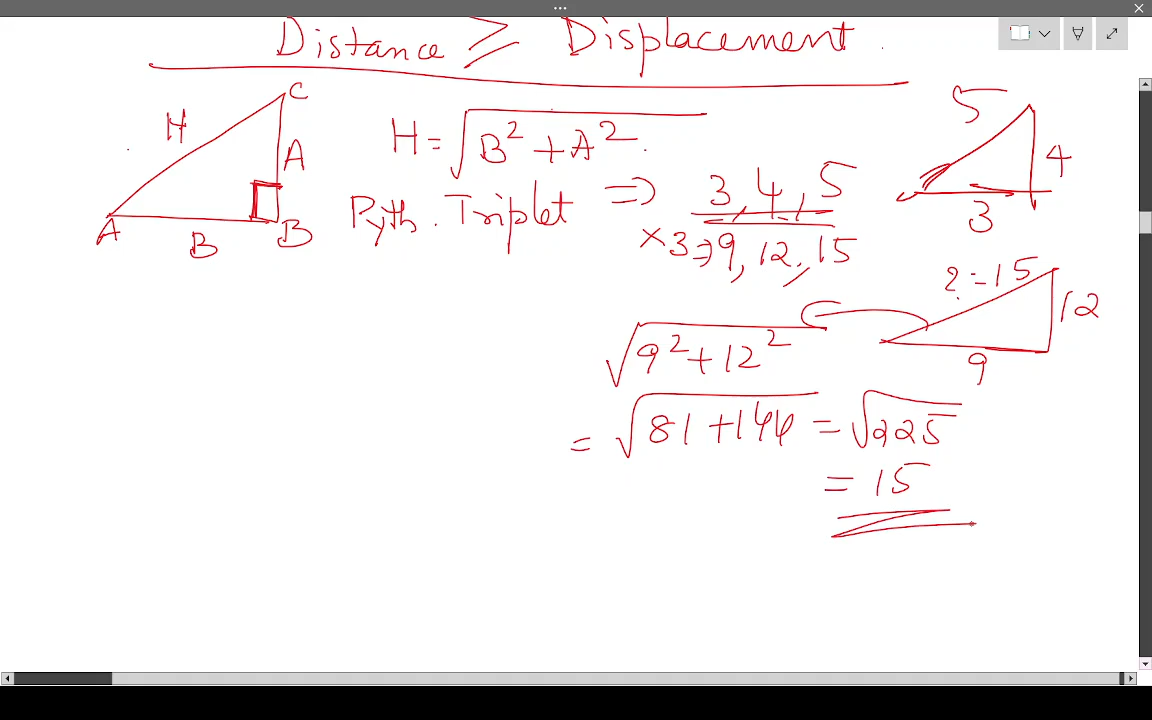 Distance ≥ Displacement
C
H
A
A
B
B
H = √B² + A²
Pyth. Triplet ⇒ 3, 4, 5
×3 ⇒ 9, 12, 15
5
4
3
? = 15
12
9
√9² + 12²
= √81 + 144 = √225
= 15